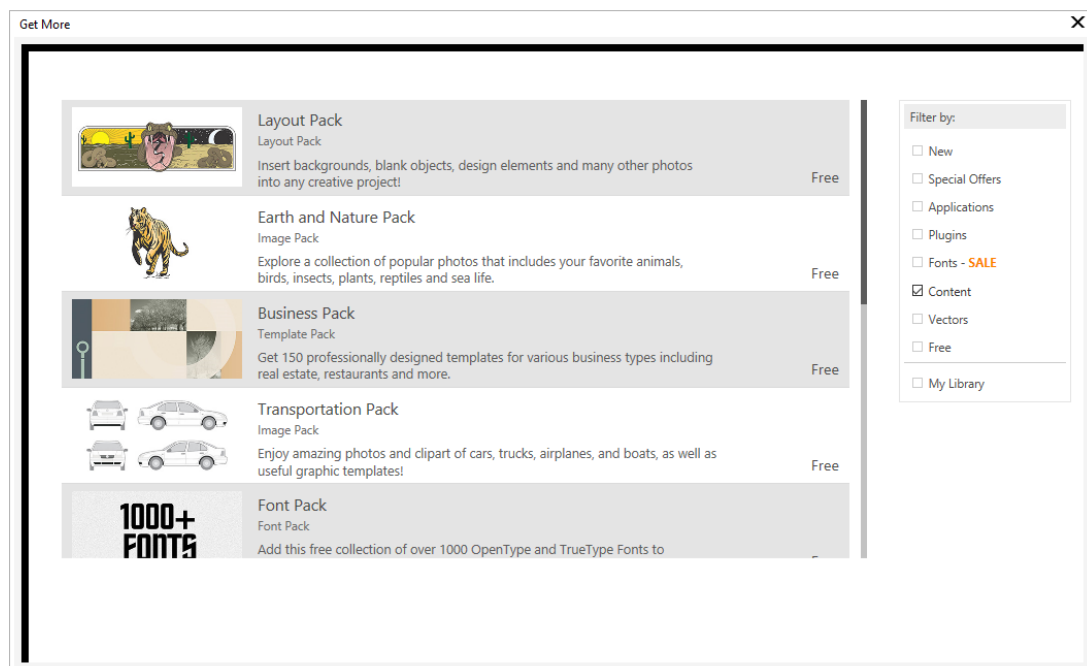 Get More
Layout Pack
Layout Pack
Insert backgrounds, blank objects, design elements and many other photos
into any creative project!
Free
Earth and Nature Pack
Image Pack
Explore a collection of popular photos that includes your favorite animals,
birds, insects, plants, reptiles and sea life.
Free
Business Pack
Template Pack
Get 150 professionally designed templates for various business types including
real estate, restaurants and more.
Free
Transportation Pack
Image Pack
Enjoy amazing photos and clipart of cars, trucks, airplanes, and boats, as well as
useful graphic templates!
Free
1000+
FONTS
Font Pack
Font Pack
Add this free collection of over 1000 OpenType and TrueType Fonts to
Filter by:
New
Special Offers
Applications
Plugins
Fonts - SALE
Content
Vectors
Free
My Library